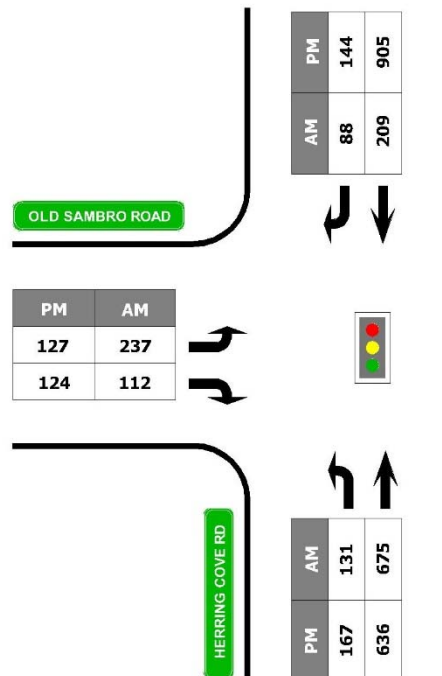 PM 144 905
AM 88 209
OLD SAMBRO ROAD
PM AM
127 237
124 112
HERRING COVE RD
AM 131 675
PM 167 636